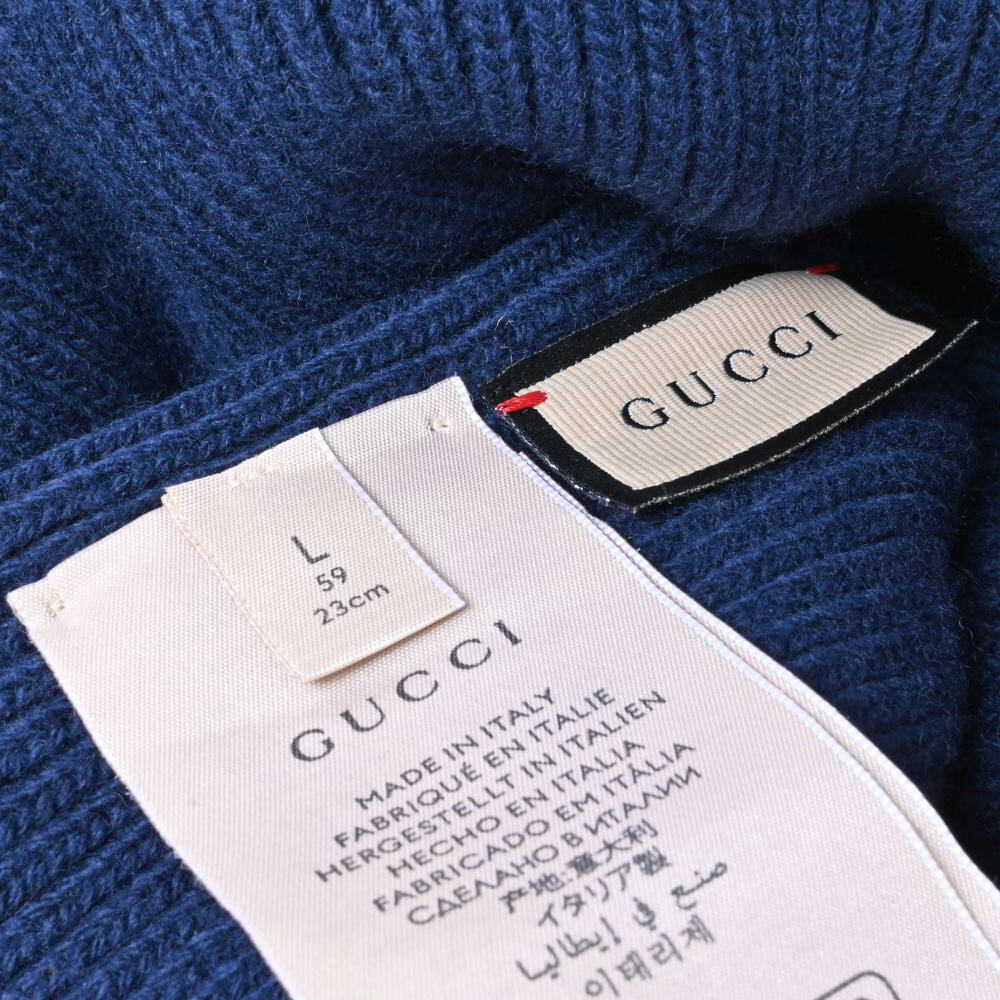 GUCCI
L
59
23cm
GUCCI
MADE IN ITALY
FABRIQUÉ EN ITALIE
HERGESTELLT IN ITALIEN
HECHO EN ITALIA
FABRICADO EM ITÁLIA
СДЕЛАНО В ИТАЛИИ
产地:意大利
イタリア製
صنع في إيطاليا
이태리제